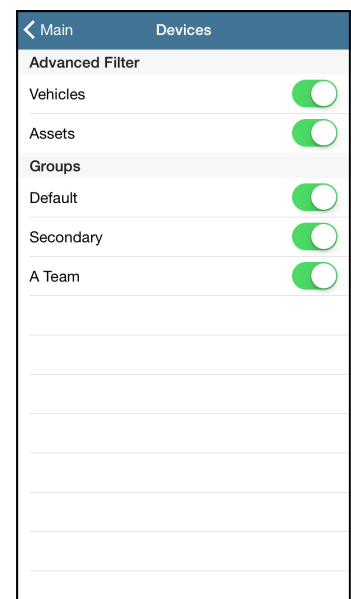 Main
Devices
Advanced Filter
Vehicles
Assets
Groups
Default
Secondary
A Team